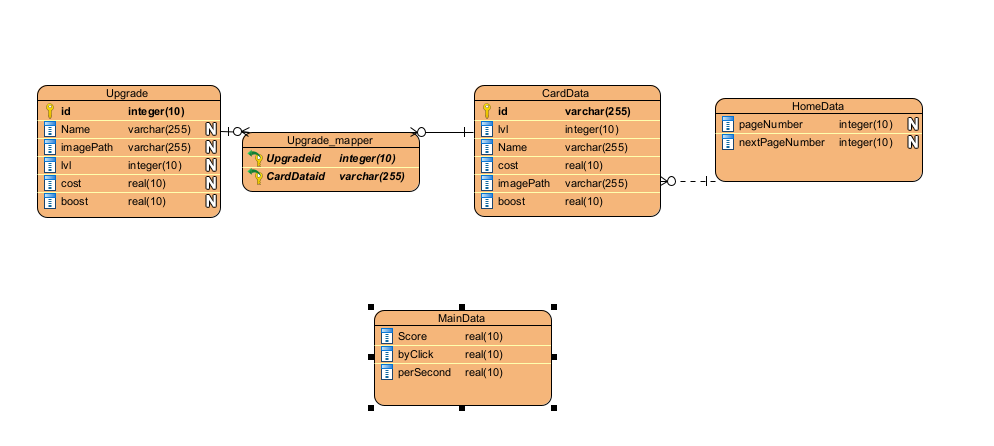 Upgrade
id integer(10)
Name varchar(255) N
imagePath varchar(255) N
lvl integer(10) N
cost real(10) N
boost real(10) N
Upgrade_mapper
Upgradeid integer(10)
CardDataid varchar(255)
CardData
id varchar(255)
lvl integer(10)
Name varchar(255)
cost real(10)
imagePath varchar(255)
boost real(10)
HomeData
pageNumber integer(10) N
nextPageNumber integer(10) N
MainData
Score real(10)
byClick real(10)
perSecond real(10)